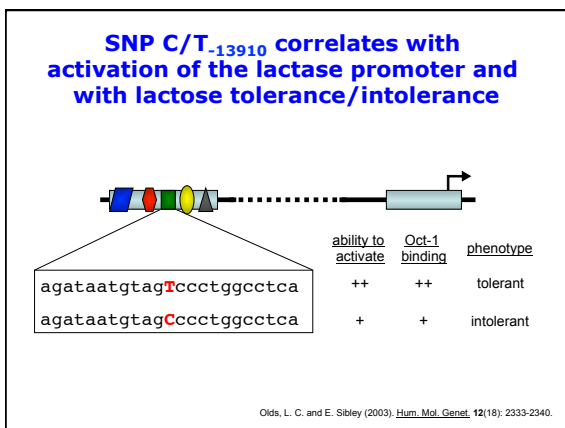 SNP C/T-13910 correlates with
activation of the lactase promoter and
with lactose tolerance/intolerance
ability to activate Oct-1 binding phenotype
agataatgtagTccctggcctca ++ ++ tolerant
agataatgtagCccctggcctca + + intolerant
Olds, L. C. and E. Sibley (2003). Hum. Mol. Genet. 12(18): 2333-2340.